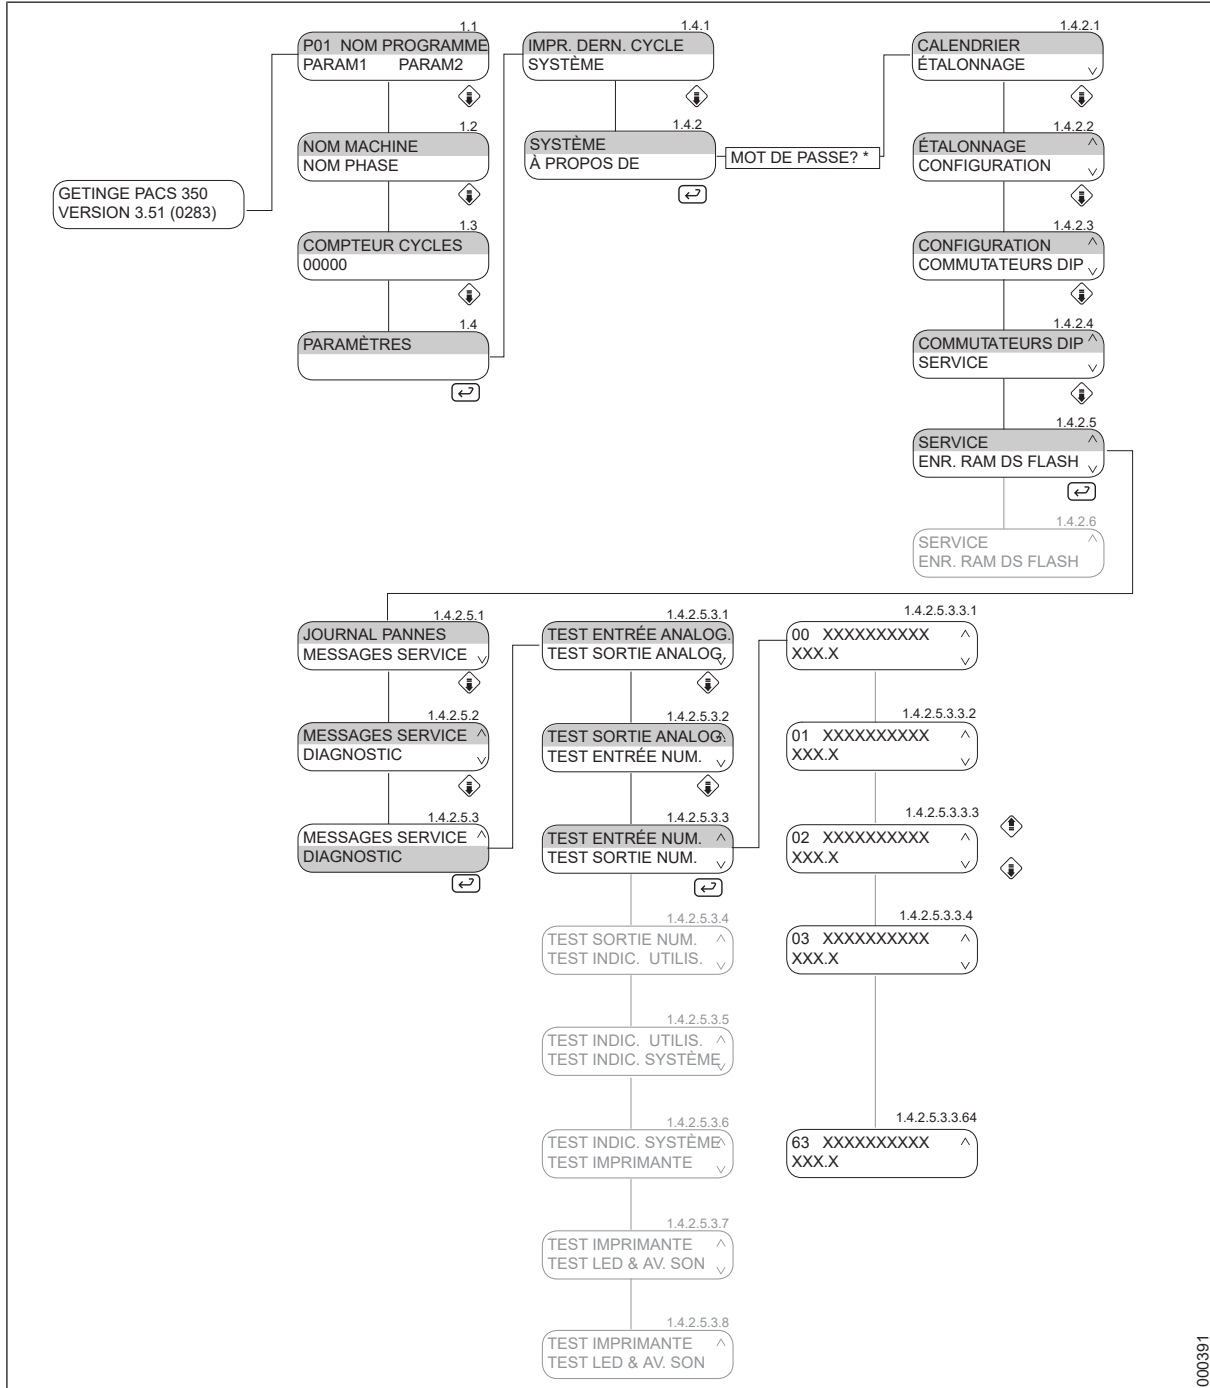 GETINGE PACS 350
VERSION 3.51 (0283)
1.1
P01 NOM PROGRAMME
PARAM1 PARAM2
1.2
NOM MACHINE
NOM PHASE
1.3
COMPTEUR CYCLES
00000
1.4
PARAMÈTRES
1.4.1
IMPR. DERN. CYCLE
SYSTÈME
1.4.2
SYSTÈME
À PROPOS DE
MOT DE PASSE? *
1.4.2.1
CALENDRIER
ÉTALONNAGE
1.4.2.2
ÉTALONNAGE
CONFIGURATION
1.4.2.3
CONFIGURATION
COMMUTATEURS DIP
1.4.2.4
COMMUTATEURS DIP
SERVICE
1.4.2.5
SERVICE
ENR. RAM DS FLASH
1.4.2.6
SERVICE
ENR. RAM DS FLASH
1.4.2.5.1
JOURNAL PANNES
MESSAGES SERVICE
1.4.2.5.2
MESSAGES SERVICE
DIAGNOSTIC
1.4.2.5.3
MESSAGES SERVICE
DIAGNOSTIC
1.4.2.5.3.1
TEST ENTRÉE ANALOG.
TEST SORTIE ANALOG.
1.4.2.5.3.2
TEST SORTIE ANALOG.
TEST ENTRÉE NUM.
1.4.2.5.3.3
TEST ENTRÉE NUM.
TEST SORTIE NUM.
1.4.2.5.3.4
TEST SORTIE NUM.
TEST INDIC. UTILIS.
1.4.2.5.3.5
TEST INDIC. UTILIS.
TEST INDIC. SYSTÈME
1.4.2.5.3.6
TEST INDIC. SYSTÈME
TEST IMPRIMANTE
1.4.2.5.3.7
TEST IMPRIMANTE
TEST LED & AV. SON
1.4.2.5.3.8
TEST IMPRIMANTE
TEST LED & AV. SON
1.4.2.5.3.3.1
00 XXXXXXXXXX
XXX.X
1.4.2.5.3.3.2
01 XXXXXXXXXX
XXX.X
1.4.2.5.3.3.3
02 XXXXXXXXXX
XXX.X
1.4.2.5.3.3.4
03 XXXXXXXXXX
XXX.X
1.4.2.5.3.3.64
63 XXXXXXXXXX
XXX.X
000391